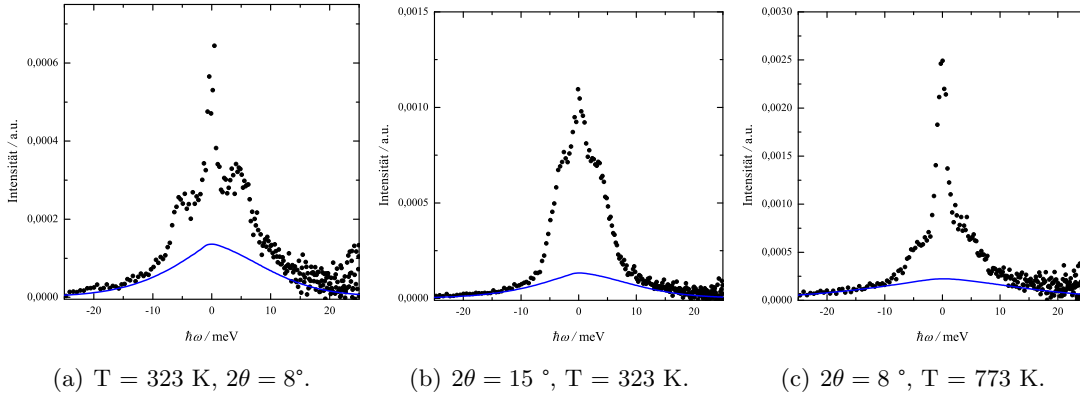 0,0006
0,0004
0,0002
0,0000
-20 -10 0 10 20
Intensität / a.u.
ħω / meV
(a) T = 323 K, 2θ = 8°.
0,0015
0,0010
0,0005
0,0000
-20 -10 0 10 20
Intensität / a.u.
ħω / meV
(b) 2θ = 15 °, T = 323 K.
0,0030
0,0025
0,0020
0,0015
0,0010
0,0005
0,0000
-20 -10 0 10 20
Intensität / a.u.
ħω / meV
(c) 2θ = 8 °, T = 773 K.